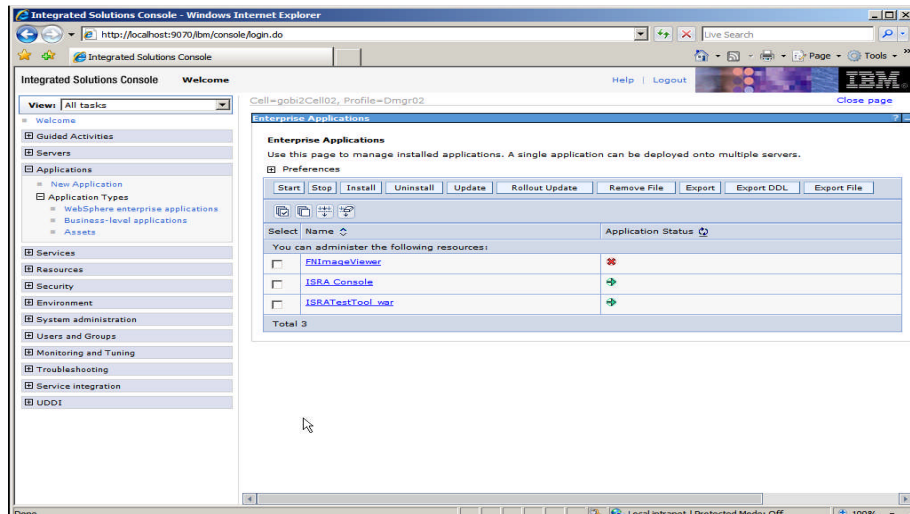 Integrated Solutions Console - Windows Internet Explorer
http://localhost:9070/ibm/console/login.do
Live Search
Integrated Solutions Console
Page
Tools
Integrated Solutions Console Welcome
Help | Logout
IBM.
View: All tasks
Welcome
Guided Activities
Servers
Applications
New Application
Application Types
WebSphere enterprise applications
Business-level applications
Assets
Services
Resources
Security
Environment
System administration
Users and Groups
Monitoring and Tuning
Troubleshooting
Service integration
UDDI
Cell=gobi2Cell02, Profile=Dmgr02
Close page
Enterprise Applications
? -
Enterprise Applications
Use this page to manage installed applications. A single application can be deployed onto multiple servers.
Preferences
Start Stop Install Uninstall Update Rollout Update Remove File Export Export DDL Export File
Select Name Application Status
You can administer the following resources:
FNImageViewer
ISRA Console
ISRATestTool_war
Total 3
Done
Local intranet | Protected Mode: Off
100%